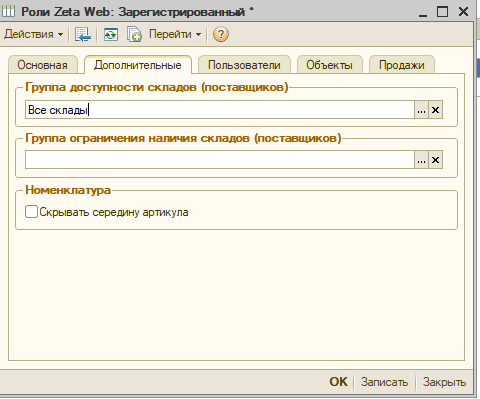 Роли Zeta Web: Зарегистрированный *
Действия Перейти ?
Основная Дополнительные Пользователи Объекты Продажи
Группа доступности складов (поставщиков)
Все склады ... x
Группа ограничения наличия складов (поставщиков)
... x
Номенклатура
Скрывать середину артикула
OK Записать Закрыть